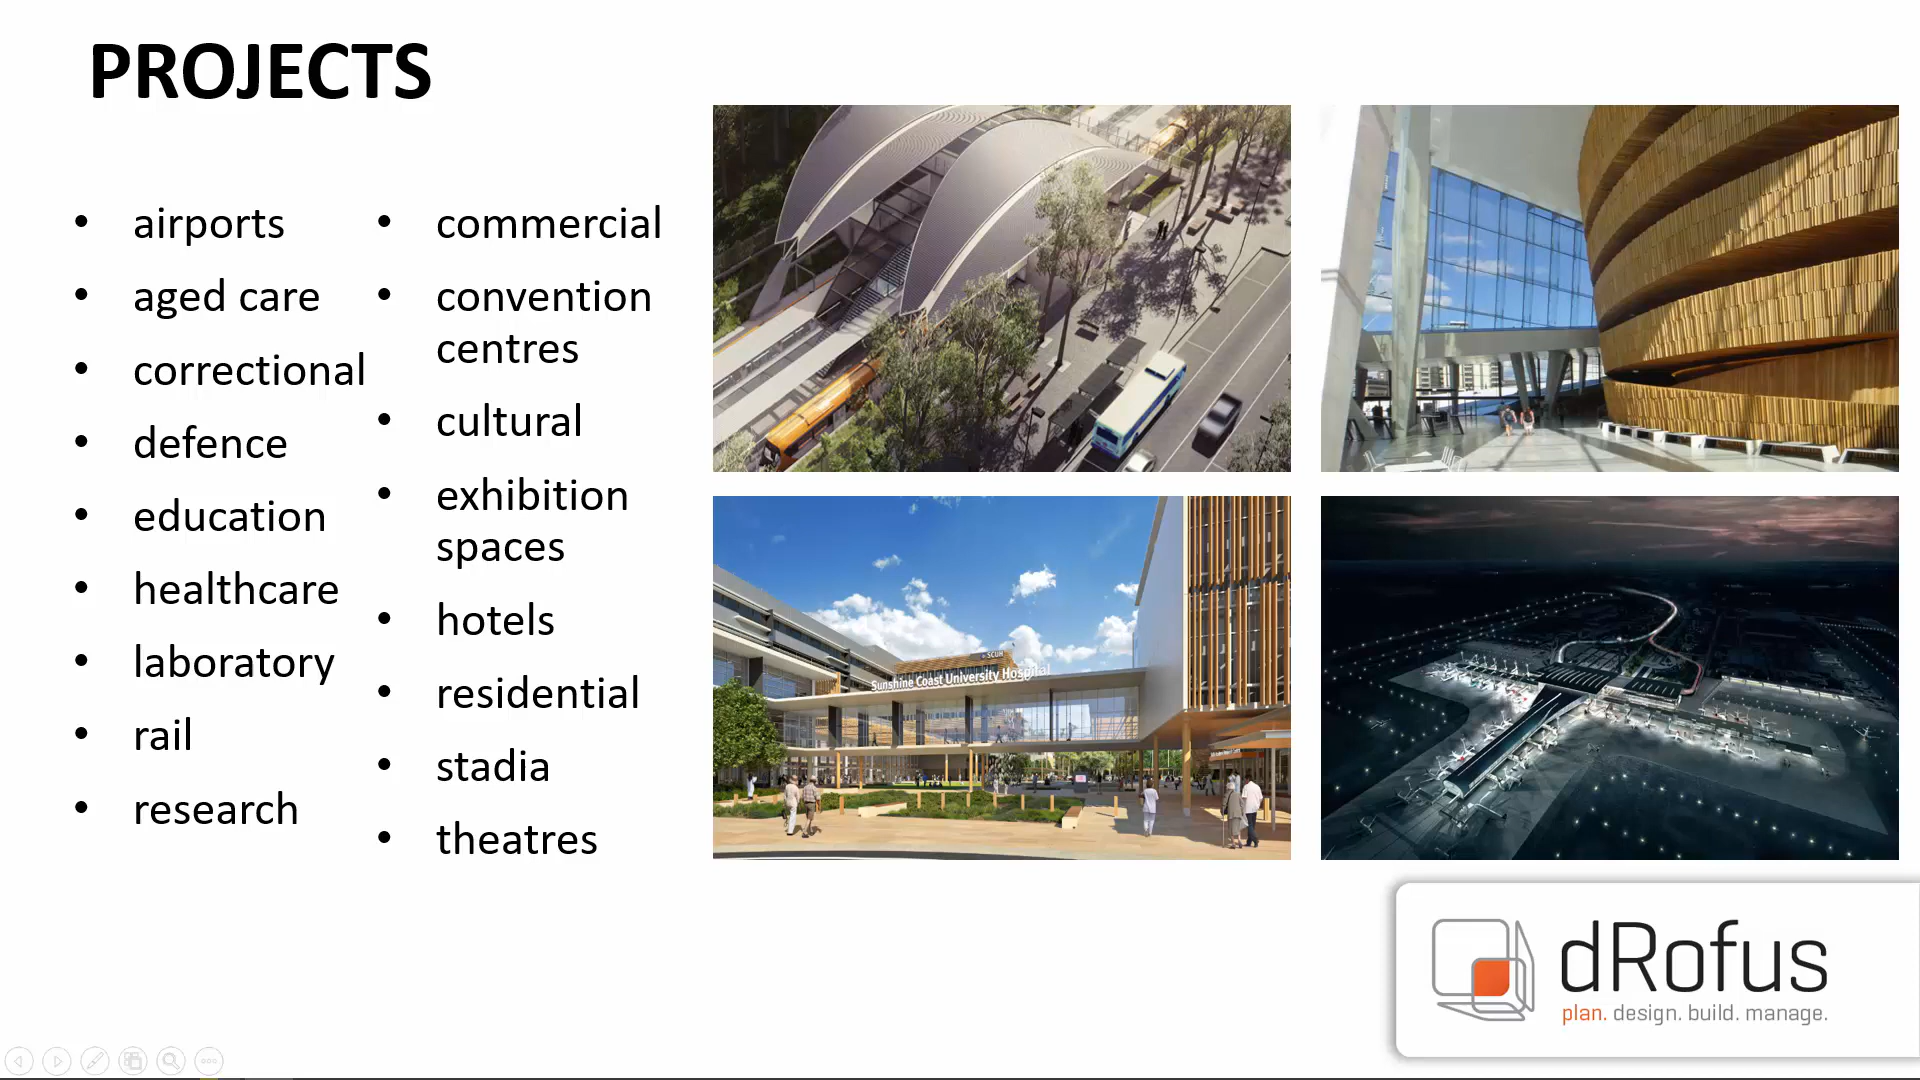 PROJECTS
• airports
• aged care
• correctional
• defence
• education
• healthcare
• laboratory
• rail
• research
• commercial
• convention
centres
• cultural
• exhibition
spaces
• hotels
• residential
• stadia
• theatres
SCUH
Sunshine Coast University Hospital
dRofus
plan. design. build. manage.